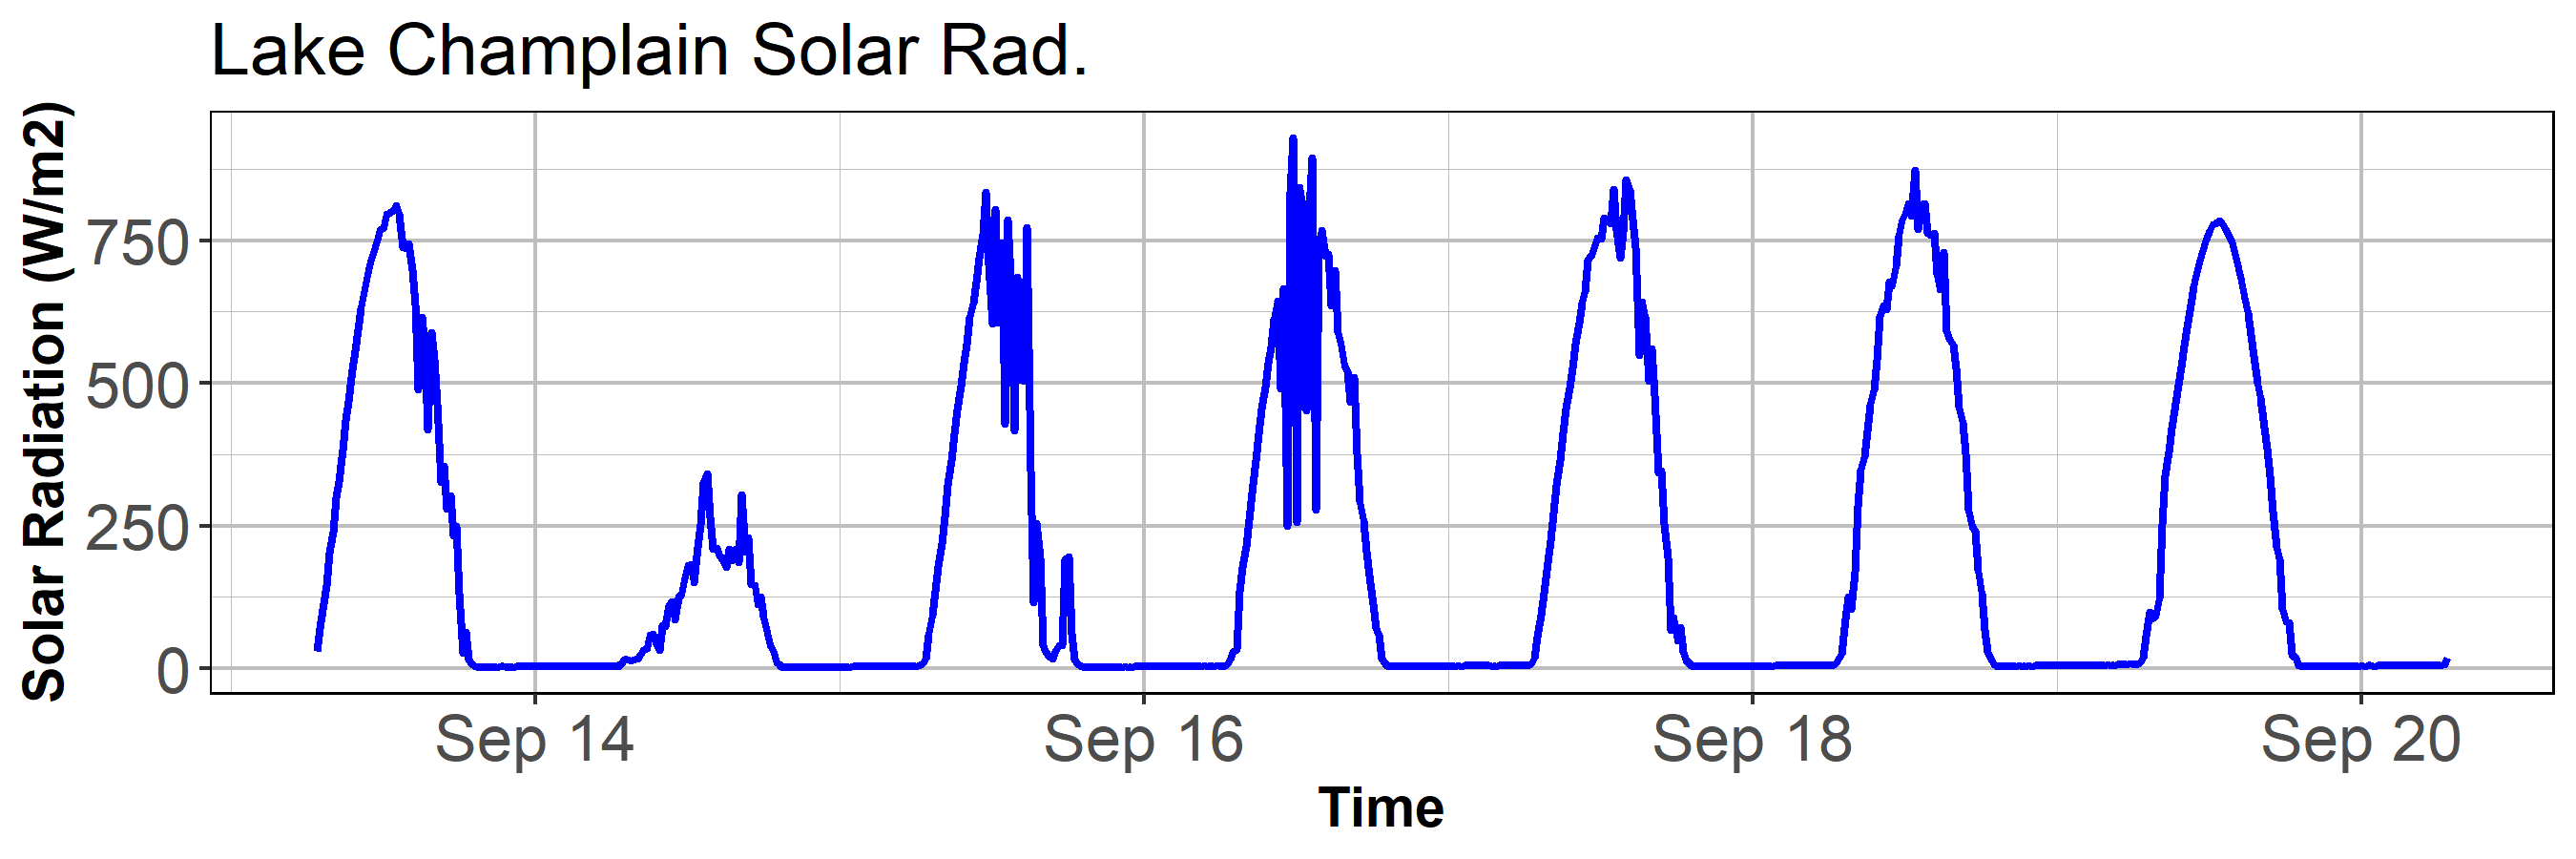 Lake Champlain Solar Rad.
Solar Radiation (W/m2)
750
500
250
0
Sep 14 Sep 16 Sep 18 Sep 20
Time